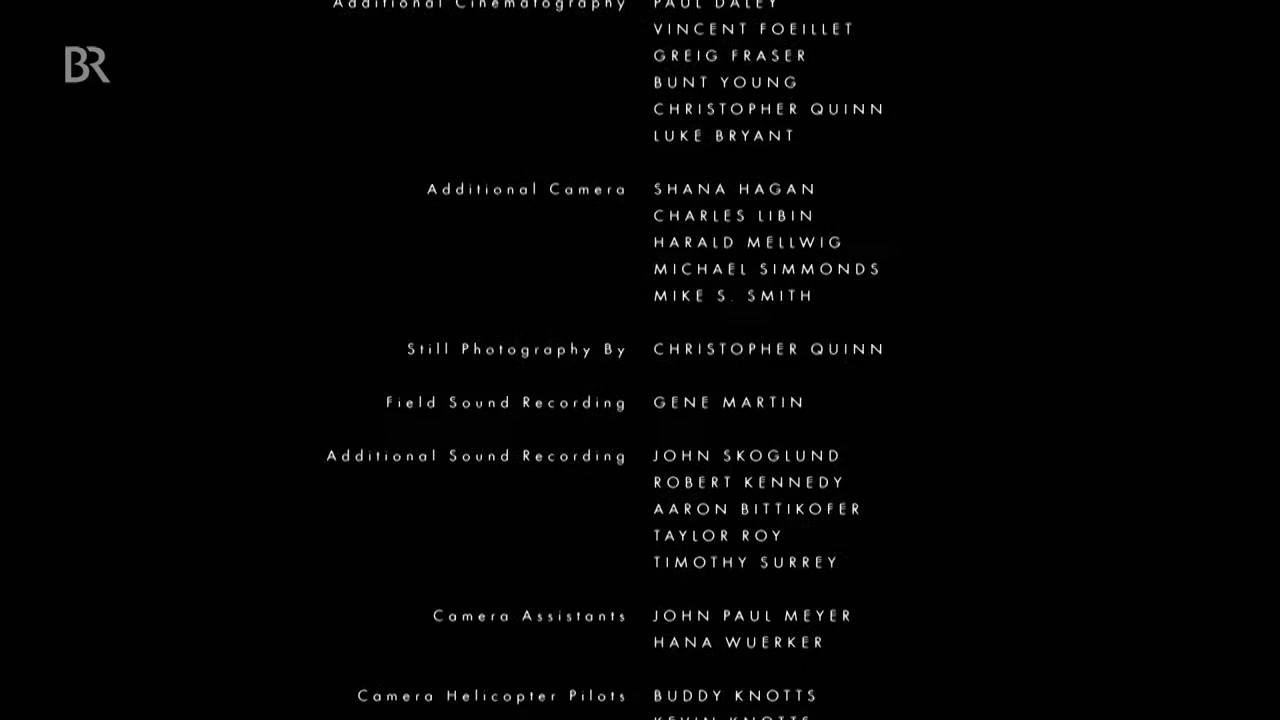 Additional Cinematography PAUL DALEY
VINCENT FOEILLET
BR
GREIG FRASER
BUNT YOUNG
CHRISTOPHER QUINN
LUKE BRYANT
Additional Camera SHANA HAGAN
CHARLES LIBIN
HARALD MELLWIG
MICHAEL SIMMONDS
MIKE S. SMITH
Still Photography By CHRISTOPHER QUINN
Field Sound Recording GENE MARTIN
Additional Sound Recording JOHN SKOGLUND
ROBERT KENNEDY
AARON BITTIKOFER
TAYLOR ROY
TIMOTHY SURREY
Camera Assistants JOHN PAUL MEYER
HANA WUERKER
Camera Helicopter Pilots BUDDY KNOTTS
KEVIN KNOTTS